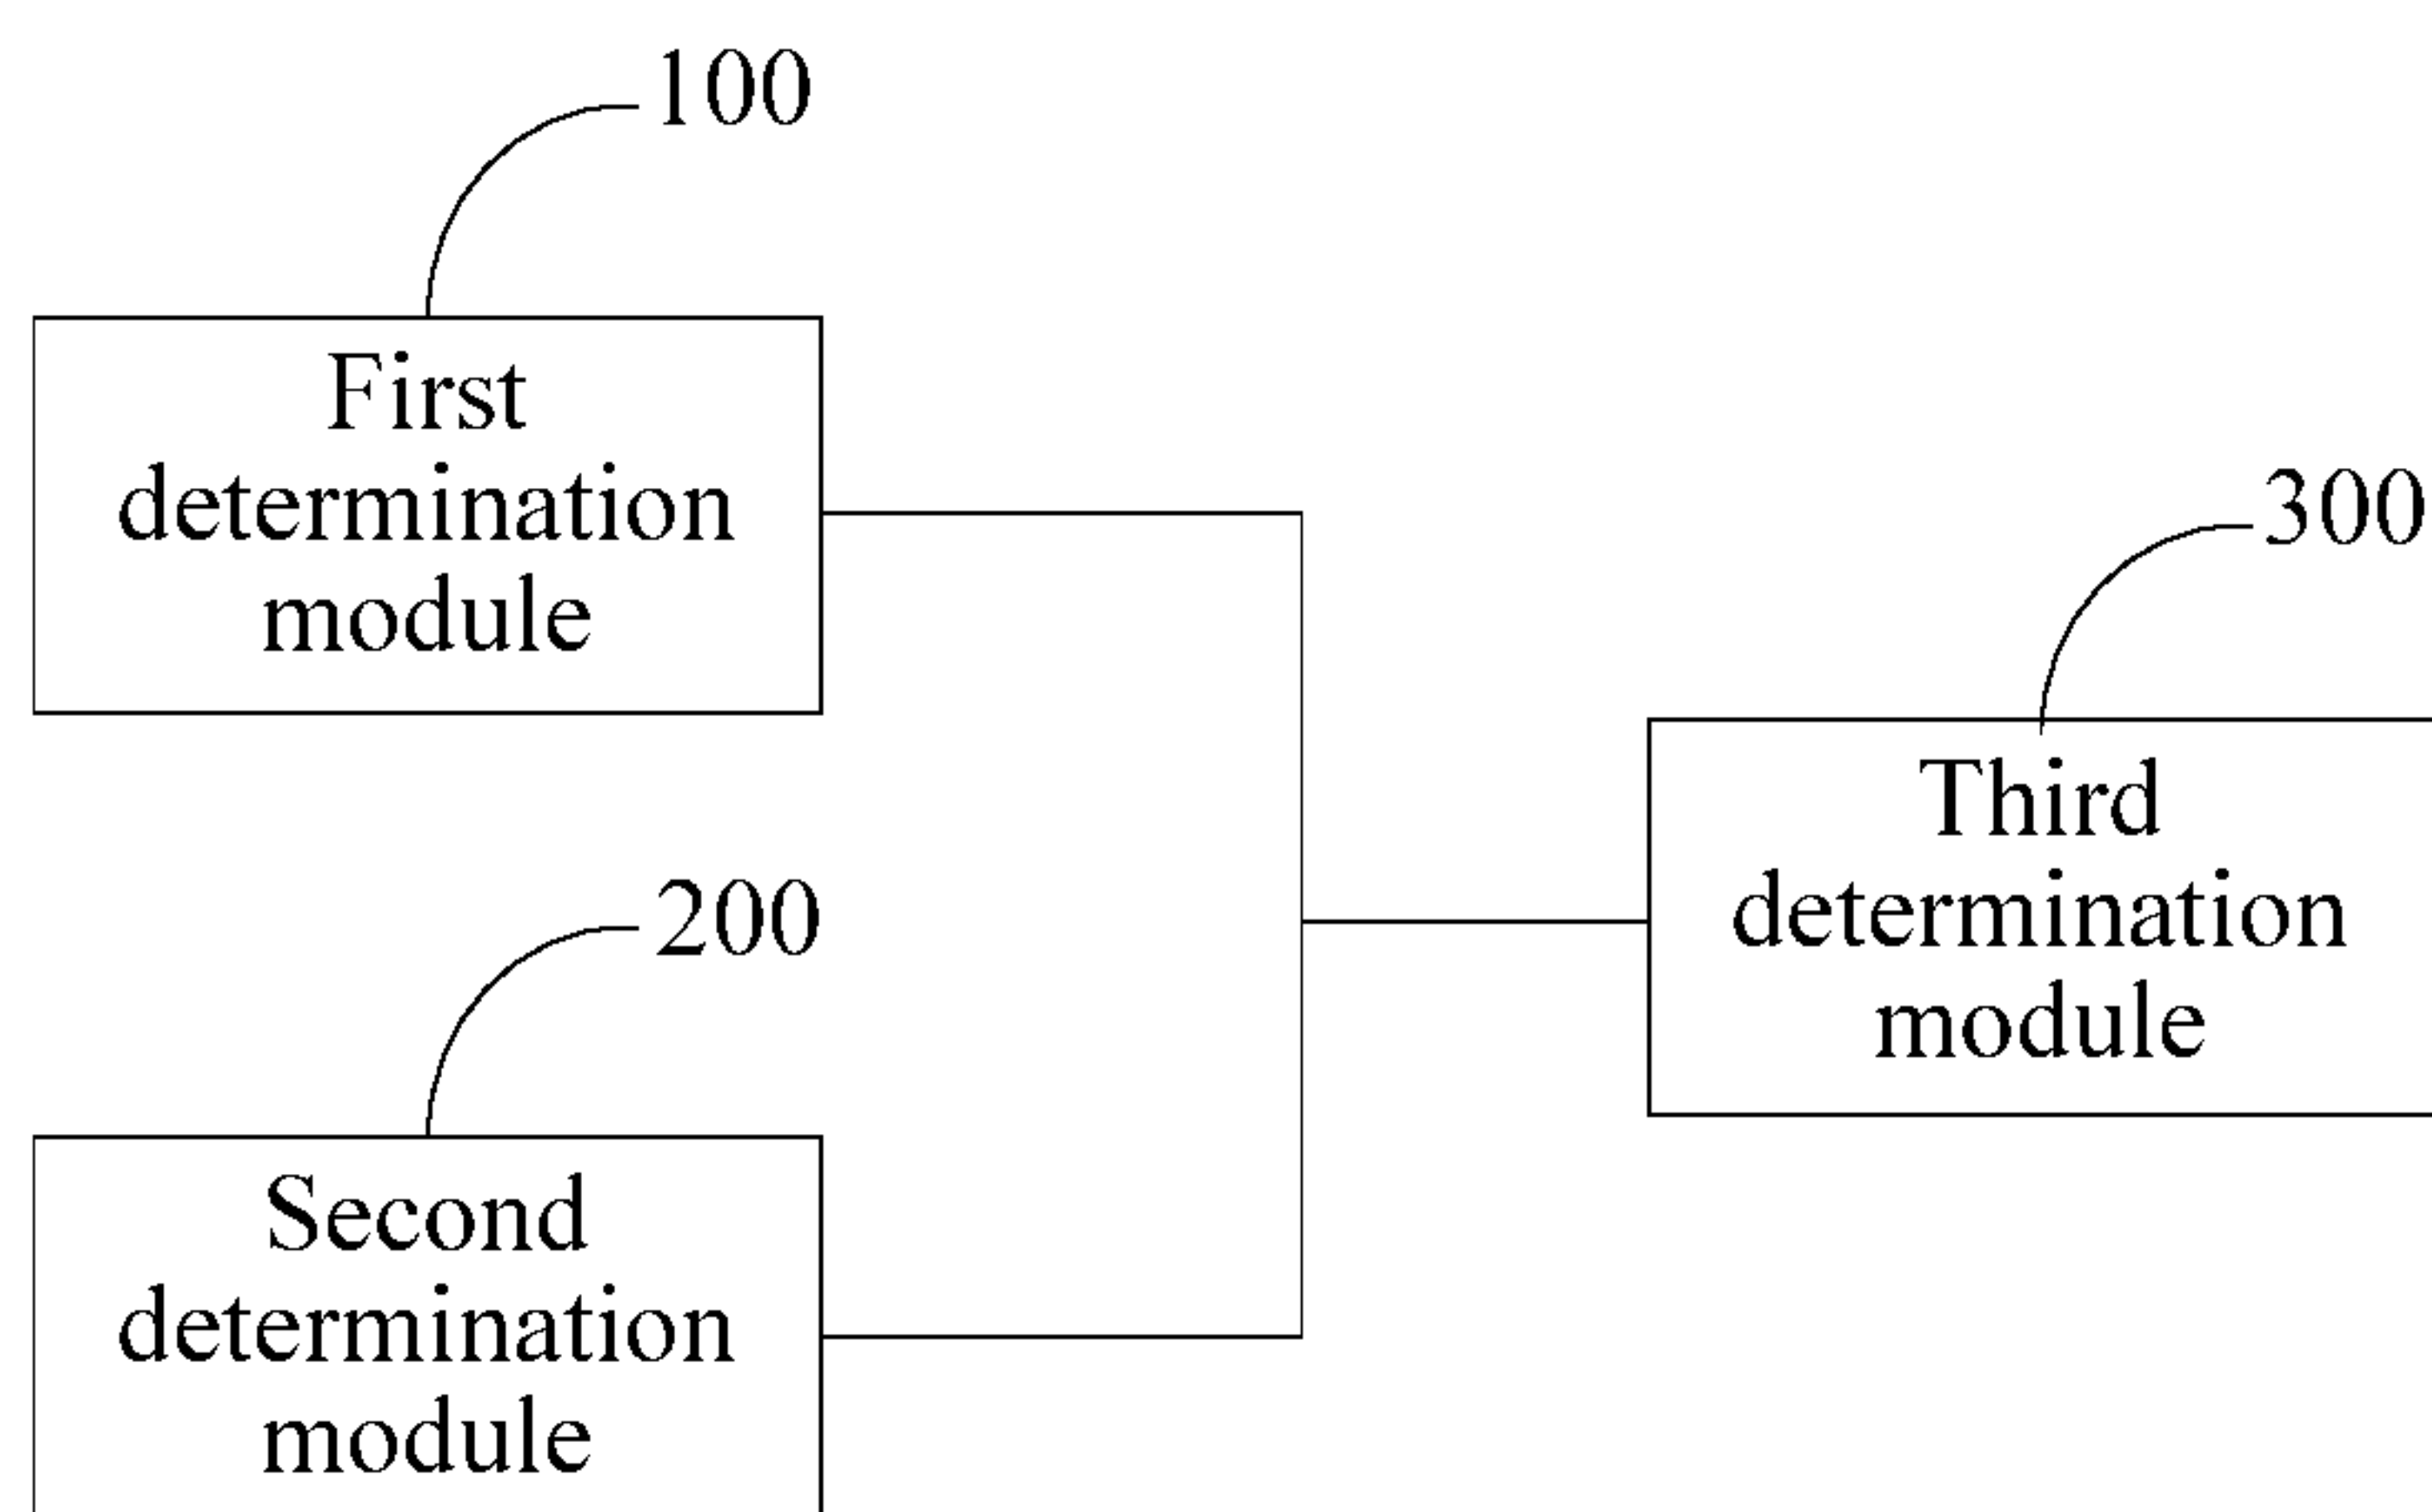 100
First
determination
module
200
Second
determination
module
300
Third
determination
module